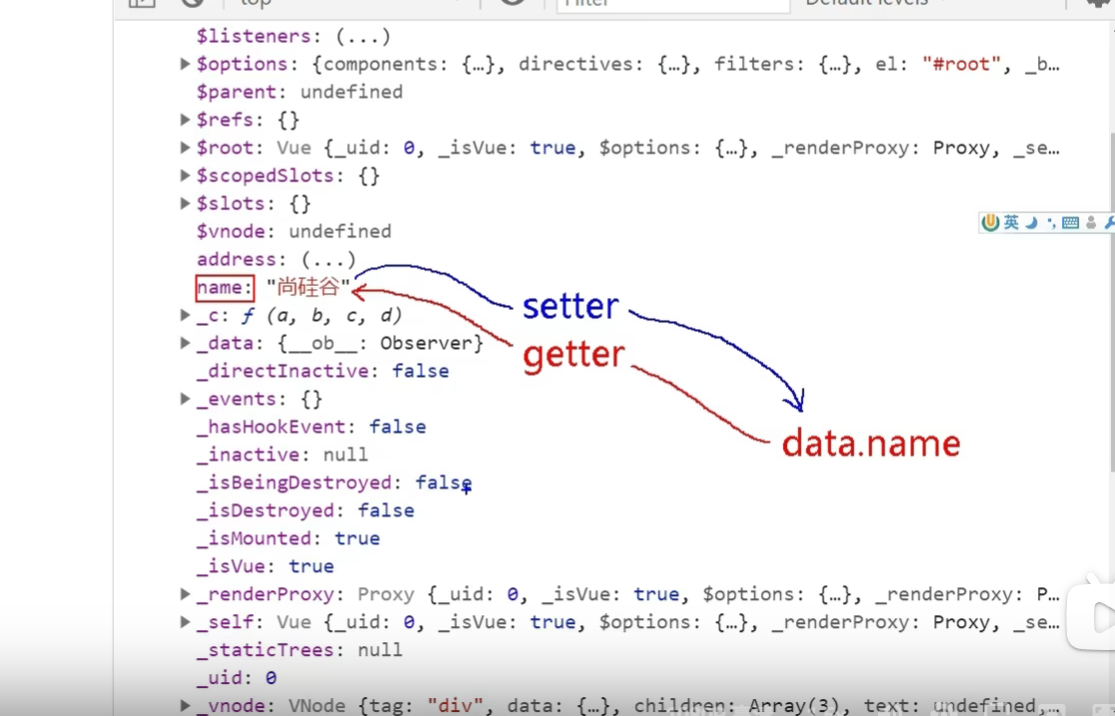 top
Filter
Default levels
$listeners: (...)
▶ $options: {components: {…}, directives: {…}, filters: {…}, el: "#root", _b…
$parent: undefined
▶ $refs: {}
▶ $root: Vue {_uid: 0, _isVue: true, $options: {…}, _renderProxy: Proxy, _se…
▶ $scopedSlots: {}
▶ $slots: {}
$vnode: undefined
英
address: (...)
name: "尚硅谷"
setter
▶ _c: ƒ (a, b, c, d)
▶ _data: {__ob__: Observer}
getter
_directInactive: false
▶ _events: {}
_hasHookEvent: false
data.name
_inactive: null
_isBeingDestroyed: false
_isDestroyed: false
_isMounted: true
_isVue: true
▶ _renderProxy: Proxy {_uid: 0, _isVue: true, $options: {…}, _renderProxy: P…
▶ _self: Vue {_uid: 0, _isVue: true, $options: {…}, _renderProxy: Proxy, _se…
_staticTrees: null
_uid: 0
▶ _vnode: VNode {tag: "div", data: {…}, children: Array(3), text: undefined,…